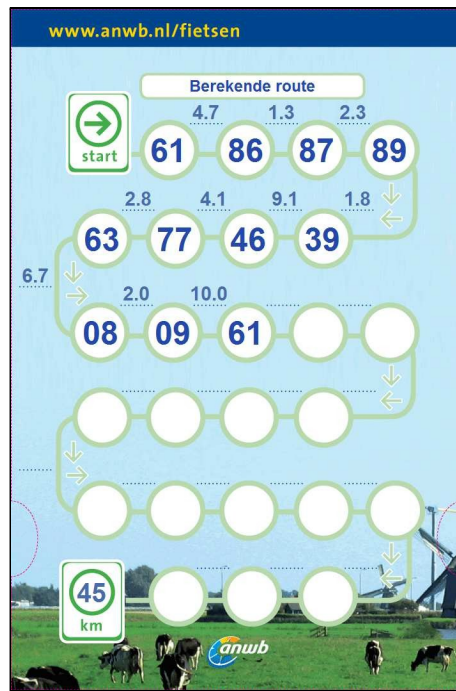 www.anwb.nl/fietsen
Berekende route
4.7 1.3 2.3
start 61 86 87 89
2.8 4.1 9.1 1.8
63 77 46 39
6.7
2.0 10.0
08 09 61
45
km
anwb